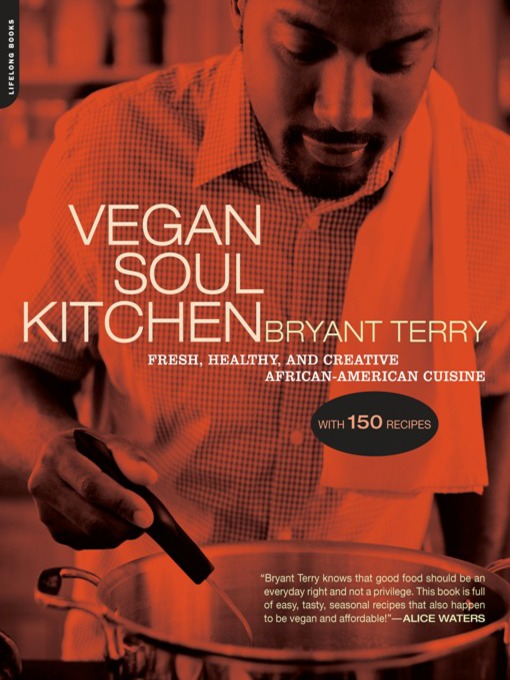 LIFELONG BOOKS
VEGAN
SOUL
KITCHEN BRYANT TERRY
FRESH, HEALTHY, AND CREATIVE
AFRICAN-AMERICAN CUISINE
WITH 150 RECIPES
“Bryant Terry knows that good food should be an
everyday right and not a privilege. This book is full
of easy, tasty, seasonal recipes that also happen
to be vegan and affordable!”—ALICE WATERS